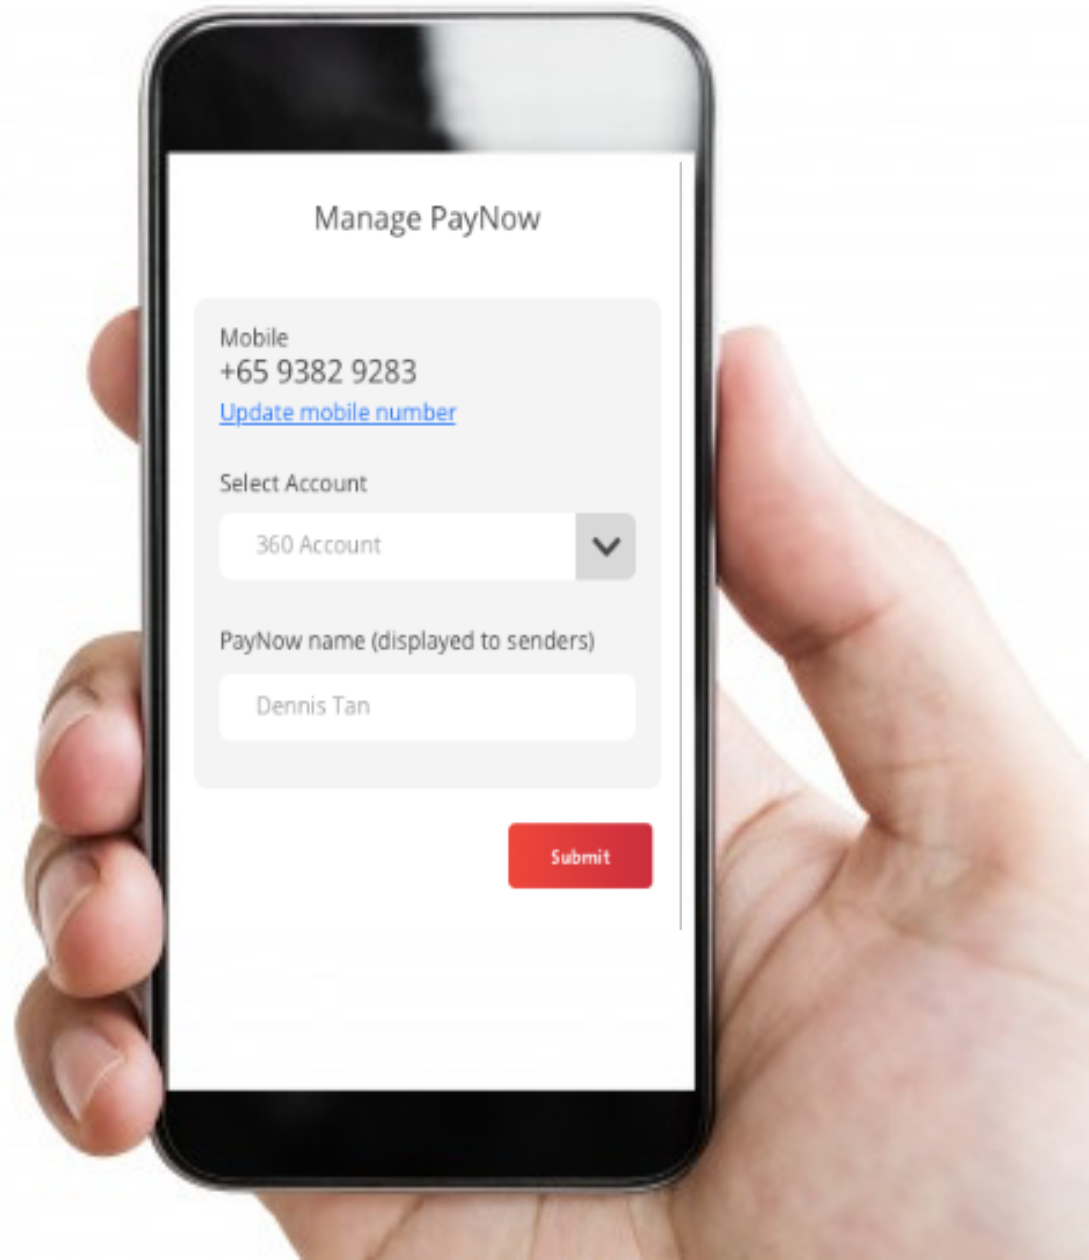 Manage PayNow
Mobile
+65 9382 9283
Update mobile number
Select Account
360 Account
PayNow name (displayed to senders)
Dennis Tan
Submit